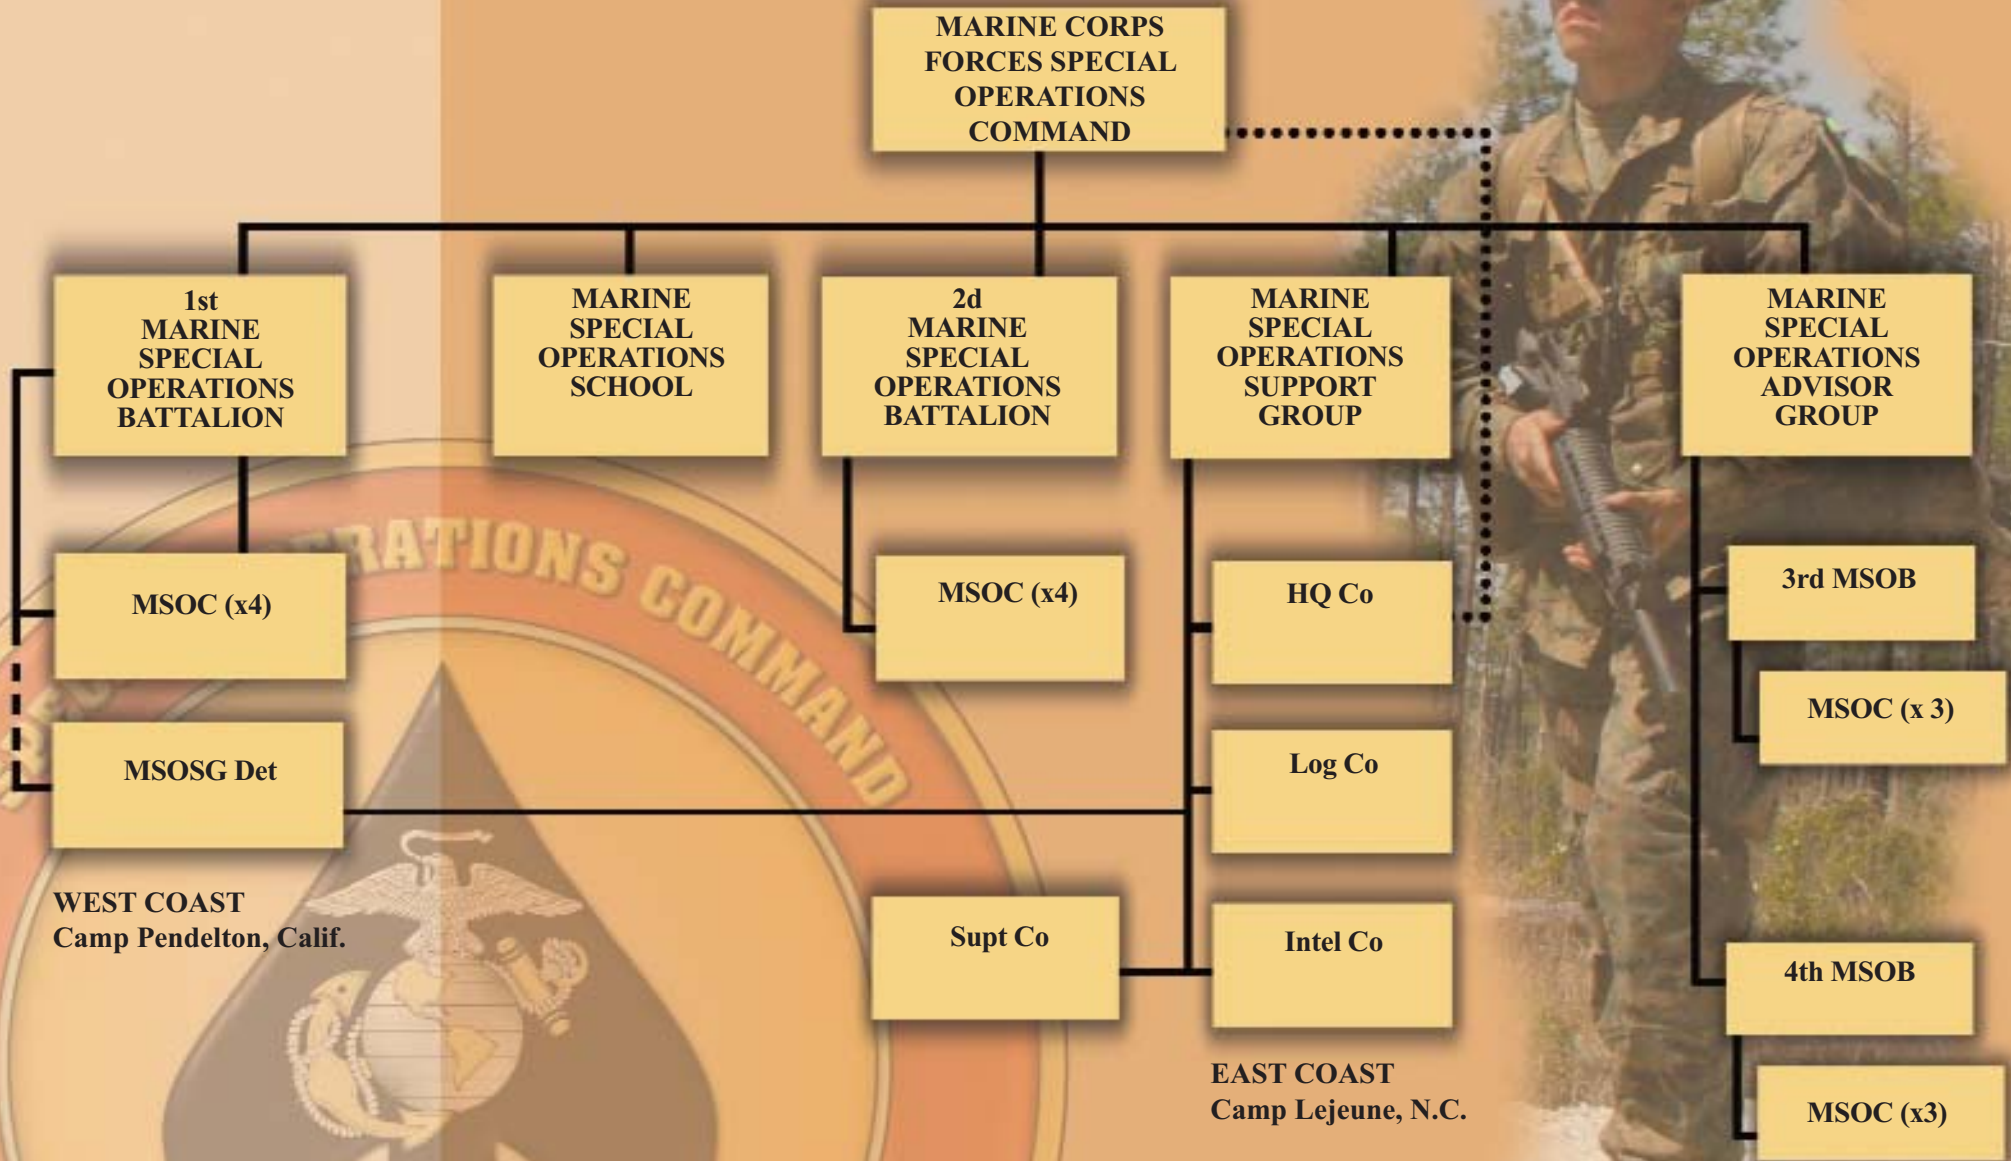 MARINE CORPS
FORCES SPECIAL
OPERATIONS
COMMAND
1st
MARINE
SPECIAL
OPERATIONS
BATTALION
MARINE
SPECIAL
OPERATIONS
SCHOOL
2d
MARINE
SPECIAL
OPERATIONS
BATTALION
MARINE
SPECIAL
OPERATIONS
SUPPORT
GROUP
MARINE
SPECIAL
OPERATIONS
ADVISOR
GROUP
MSOC (x4)
MSOSG Det
WEST COAST
Camp Pendelton, Calif.
MSOC (x4)
HQ Co
Log Co
Supt Co
Intel Co
EAST COAST
Camp Lejeune, N.C.
3rd MSOB
MSOC (x 3)
4th MSOB
MSOC (x3)
OPERATIONS COMMAND